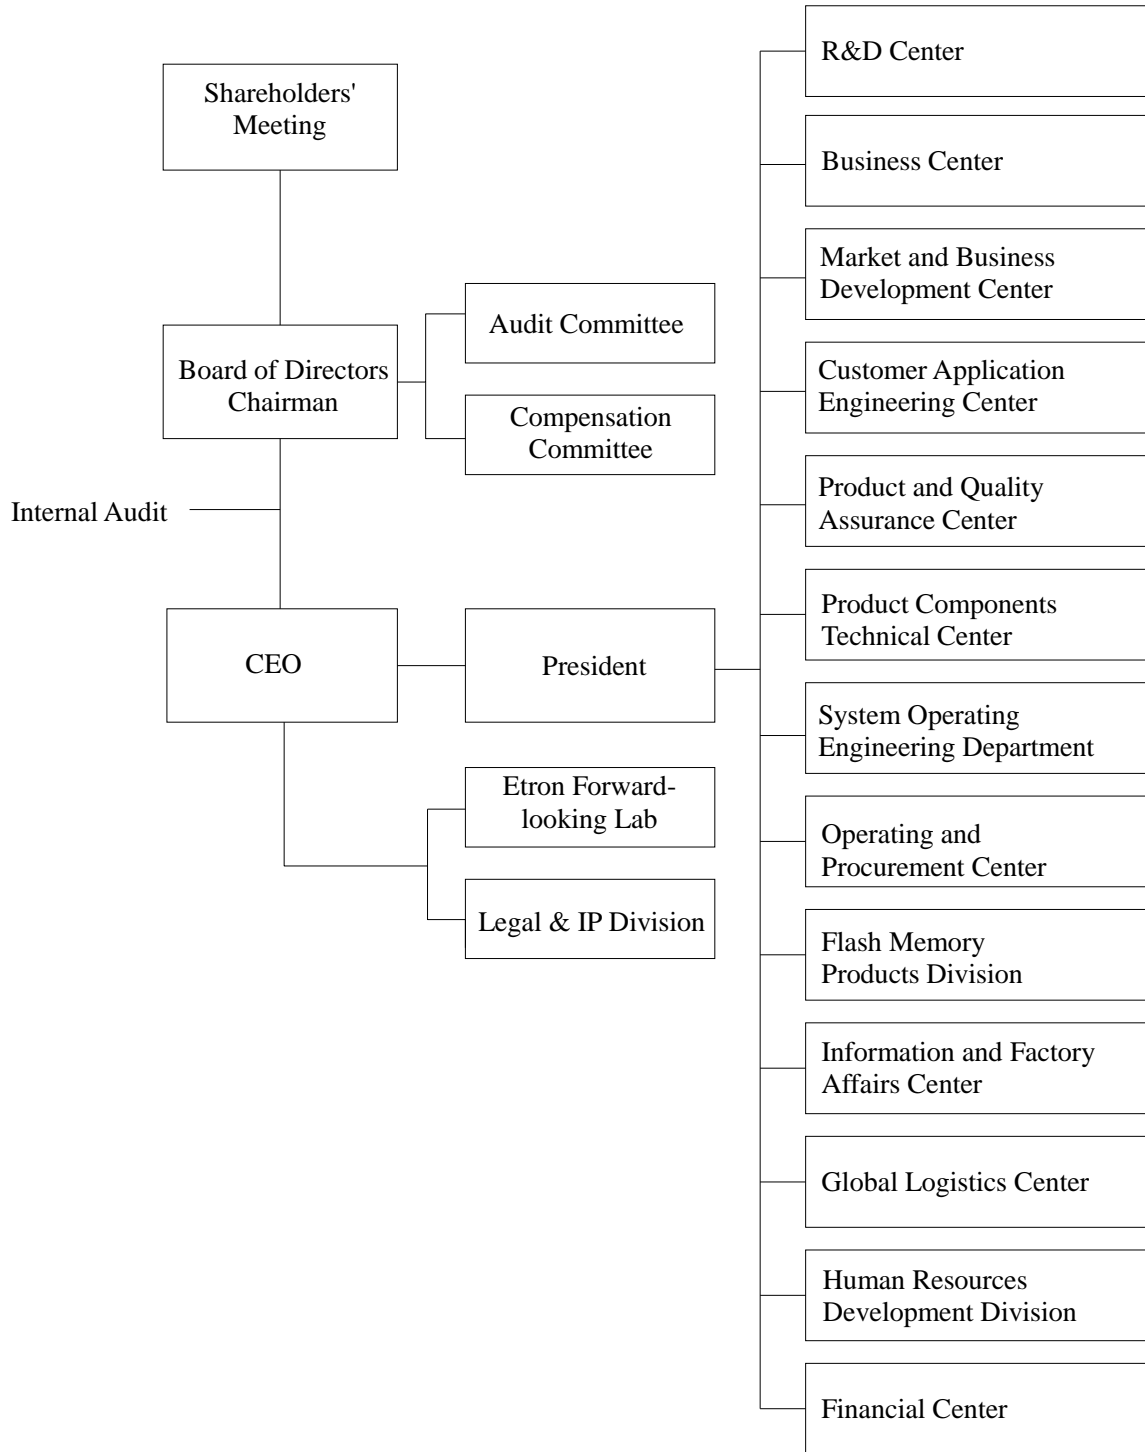 Shareholders'
Meeting
Board of Directors
Chairman
Audit Committee
Compensation
Committee
Internal Audit
CEO
President
Etron Forward-
looking Lab
Legal & IP Division
R&D Center
Business Center
Market and Business
Development Center
Customer Application
Engineering Center
Product and Quality
Assurance Center
Product Components
Technical Center
System Operating
Engineering Department
Operating and
Procurement Center
Flash Memory
Products Division
Information and Factory
Affairs Center
Global Logistics Center
Human Resources
Development Division
Financial Center